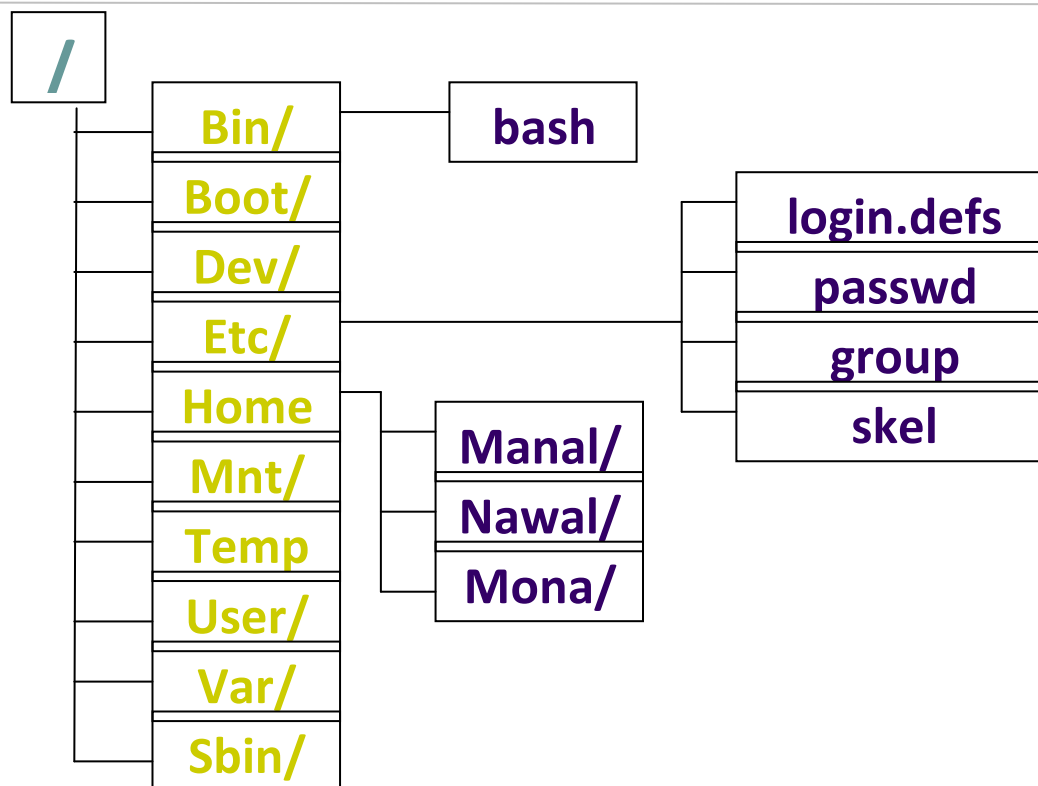 /
Bin/
Boot/
Dev/
Etc/
Home
Mnt/
Temp
User/
Var/
Sbin/
bash
login.defs
passwd
group
skel
Manal/
Nawal/
Mona/